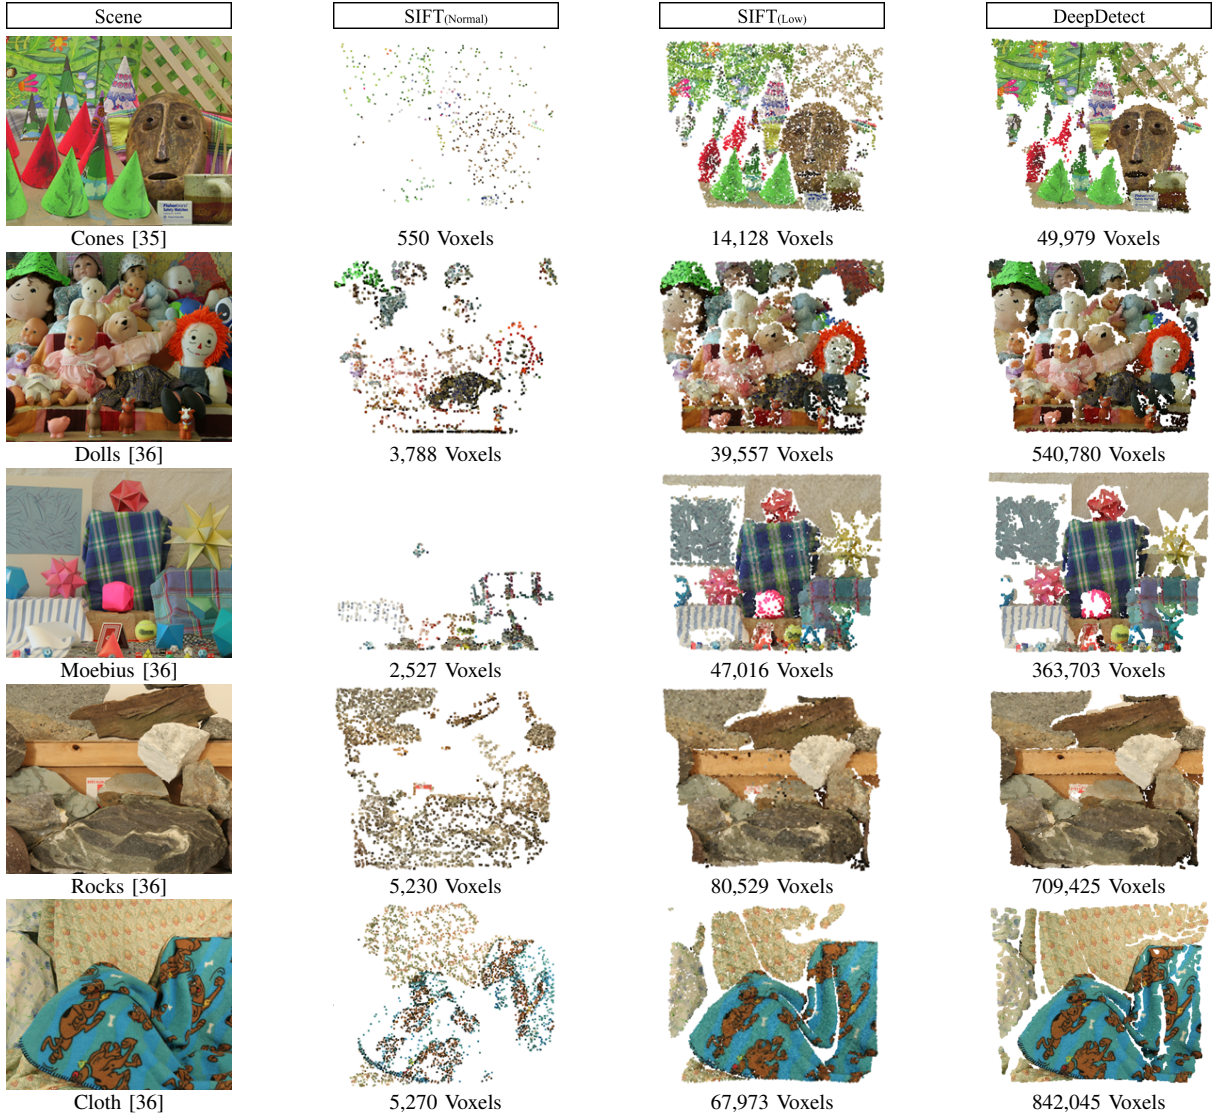 Scene SIFT(Normal) SIFT(Low) DeepDetect
Cones [35] 550 Voxels 14,128 Voxels 49,979 Voxels
Dolls [36] 3,788 Voxels 39,557 Voxels 540,780 Voxels
Moebius [36] 2,527 Voxels 47,016 Voxels 363,703 Voxels
Rocks [36] 5,230 Voxels 80,529 Voxels 709,425 Voxels
Cloth [36] 5,270 Voxels 67,973 Voxels 842,045 Voxels